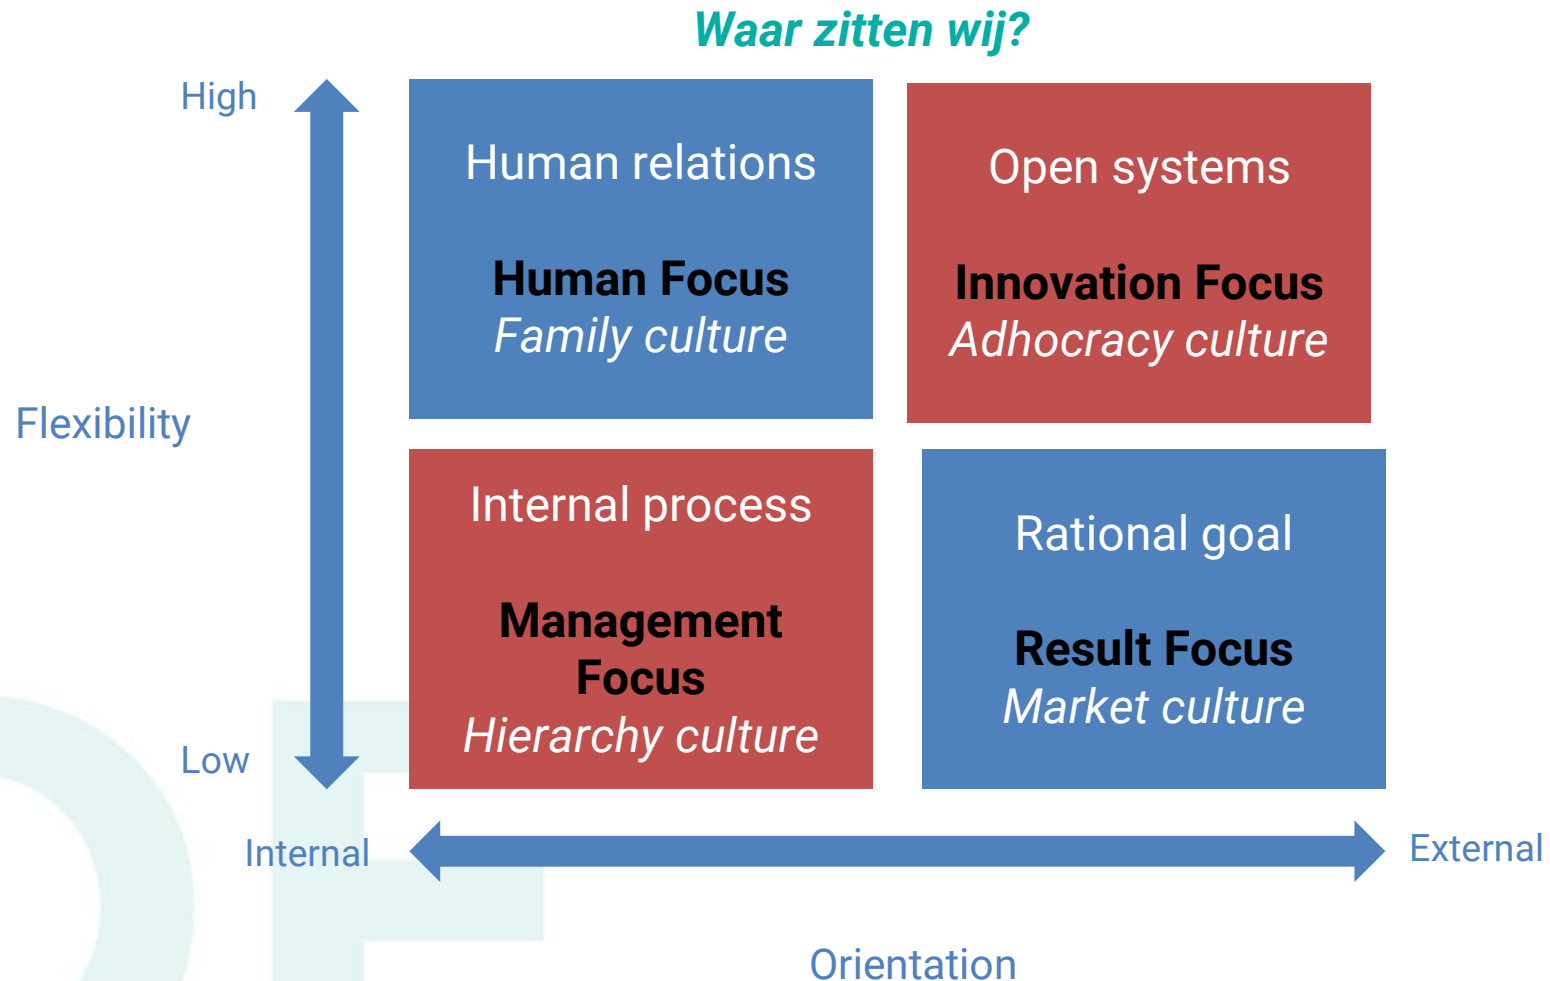 Waar zitten wij?
High
Human relations
Human Focus
Family culture
Open systems
Innovation Focus
Adhocracy culture
Flexibility
Internal process
Management
Focus
Hierarchy culture
Rational goal
Result Focus
Market culture
Low
Internal
External
Orientation